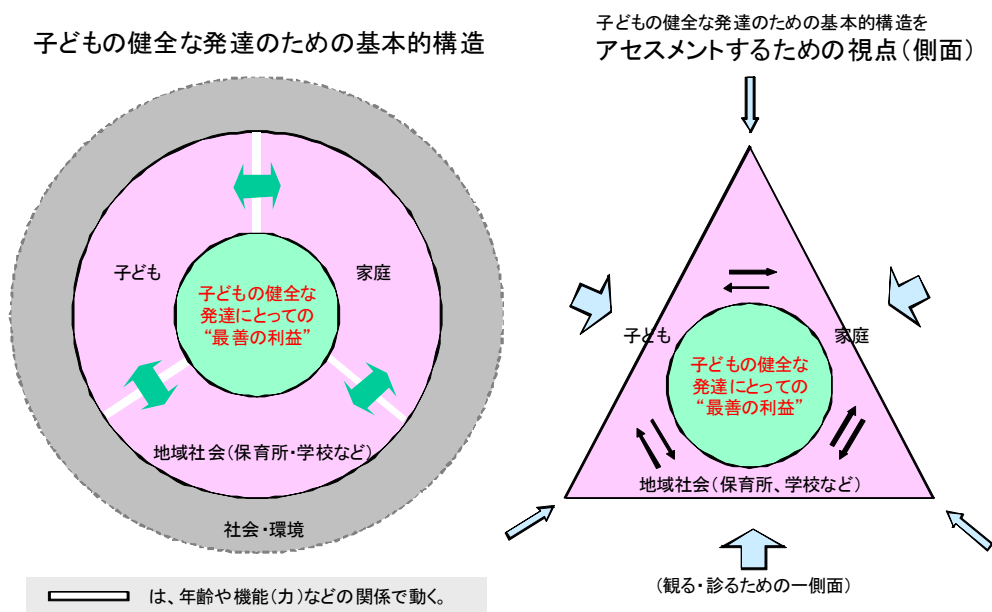 子どもの健全な発達のための基本的構造
子ども
家庭
子どもの健全な
発達にとっての
“最善の利益”
地域社会(保育所・学校など)
社会・環境
は、年齢や機能(力)などの関係で動く。
子どもの健全な発達のための基本的構造を
アセスメントするための視点(側面)
子ども
家庭
子どもの健全な
発達にとっての
“最善の利益”
地域社会(保育所、学校など)
(観る・診るための一側面)